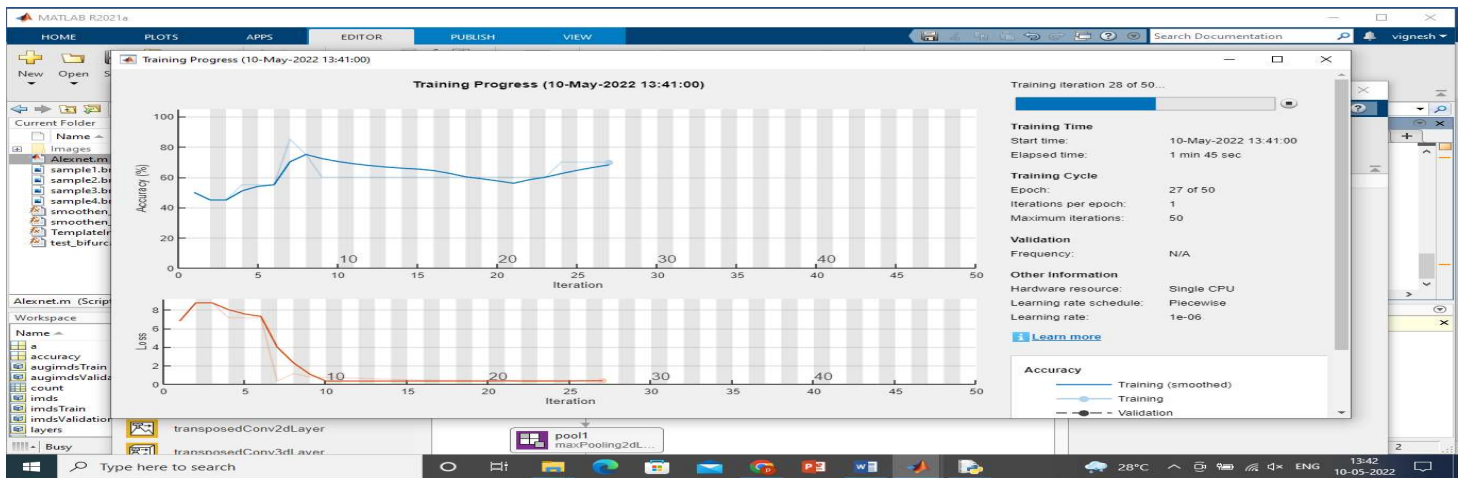 MATLAB R2021a
HOME PLOTS APPS EDITOR PUBLISH VIEW Search Documentation vignesh
New Open S
Training Progress (10-May-2022 13:41:00)
Current Folder
Name
Images
Alexnet.m
sample1.b
sample2.b
sample3.b
sample4.b
smoothen_
smoothen_
TemplateIr
test_bifurc
Alexnet.m (Scrip
Workspace
Name
a
accuracy
augimdsTrain
augimdsValida
count
imds
imdsTrain
imdsValidation
layers
Busy
Training Progress (10-May-2022 13:41:00)
100
80
60
40
20
0
Accuracy (%)
10 20 30 40
0 5 10 15 20 25 30 35 40 45 50
Iteration
8
6
4
2
0
Loss
10 20 30 40
0 5 10 15 20 25 30 35 40 45 50
Iteration
Training iteration 28 of 50...
Training Time
Start time: 10-May-2022 13:41:00
Elapsed time: 1 min 45 sec
Training Cycle
Epoch: 27 of 50
Iterations per epoch: 1
Maximum iterations: 50
Validation
Frequency: N/A
Other Information
Hardware resource: Single CPU
Learning rate schedule: Piecewise
Learning rate: 1e-06
Learn more
Accuracy
Training (smoothed)
Training
Validation
transposedConv2dLayer
transposedConv3dLayer
pool1
maxPooling2dL...
2
Type here to search
28°C ENG 13:42
10-05-2022